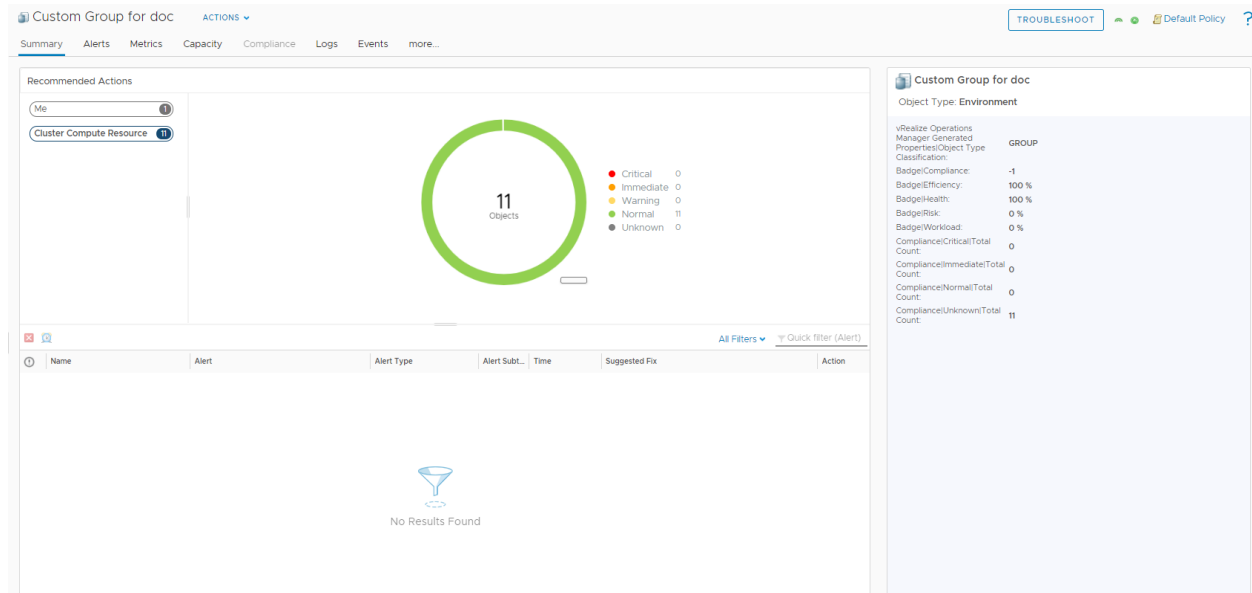 Custom Group for doc ACTIONS TROUBLESHOOT Default Policy ?
Summary Alerts Metrics Capacity Compliance Logs Events more...
Recommended Actions
Me 1
Cluster Compute Resource 11
11
Objects
Critical 0
Immediate 0
Warning 0
Normal 11
Unknown 0
All Filters Quick filter (Alert)
Name Alert Alert Type Alert Subt... Time Suggested Fix Action
No Results Found
Custom Group for doc
Object Type: Environment
vRealize Operations
Manager Generated
Properties|Object Type GROUP
Classification:
Badge|Compliance: -1
Badge|Efficiency: 100 %
Badge|Health: 100 %
Badge|Risk: 0 %
Badge|Workload: 0 %
Compliance|Critical|Total
Count: 0
Compliance|Immediate|Total
Count: 0
Compliance|Normal|Total
Count: 0
Compliance|Unknown|Total
Count: 11